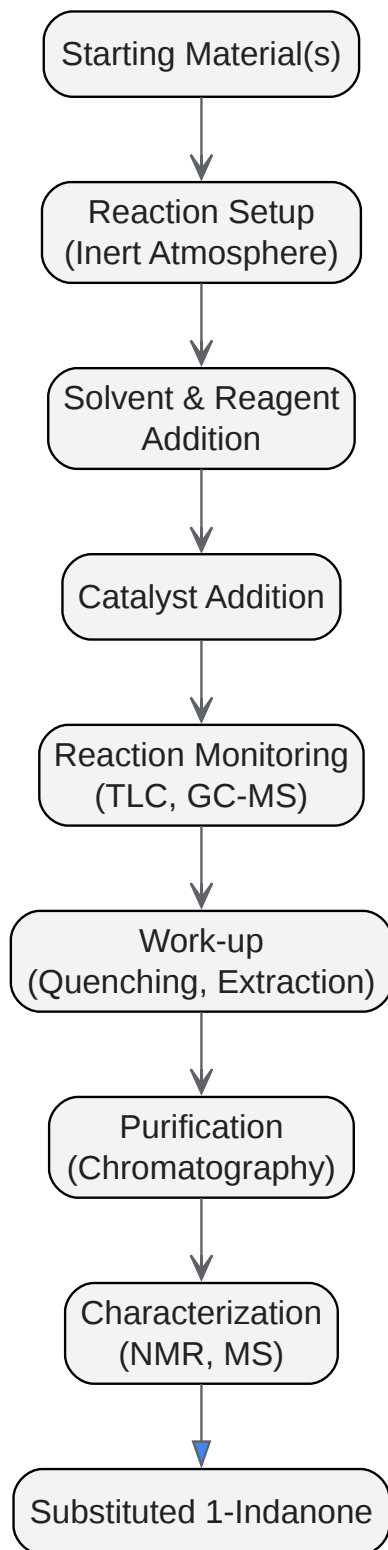 Starting Material(s)
Reaction Setup
(Inert Atmosphere)
Solvent & Reagent
Addition
Catalyst Addition
Reaction Monitoring
(TLC, GC-MS)
Work-up
(Quenching, Extraction)
Purification
(Chromatography)
Characterization
(NMR, MS)
Substituted 1-Indanone